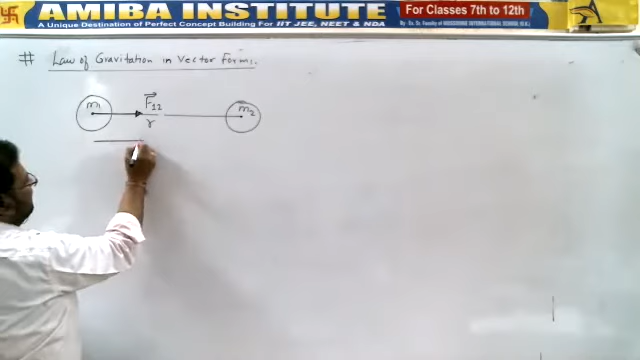 AMBIA INSTITUTE
A Unique Destination of Perfect Concept Building For IIT JEE, NEET & NDA
For Classes 7th to 12th
# Law of Gravitation in Vector Form.
m1
F12
r
m2